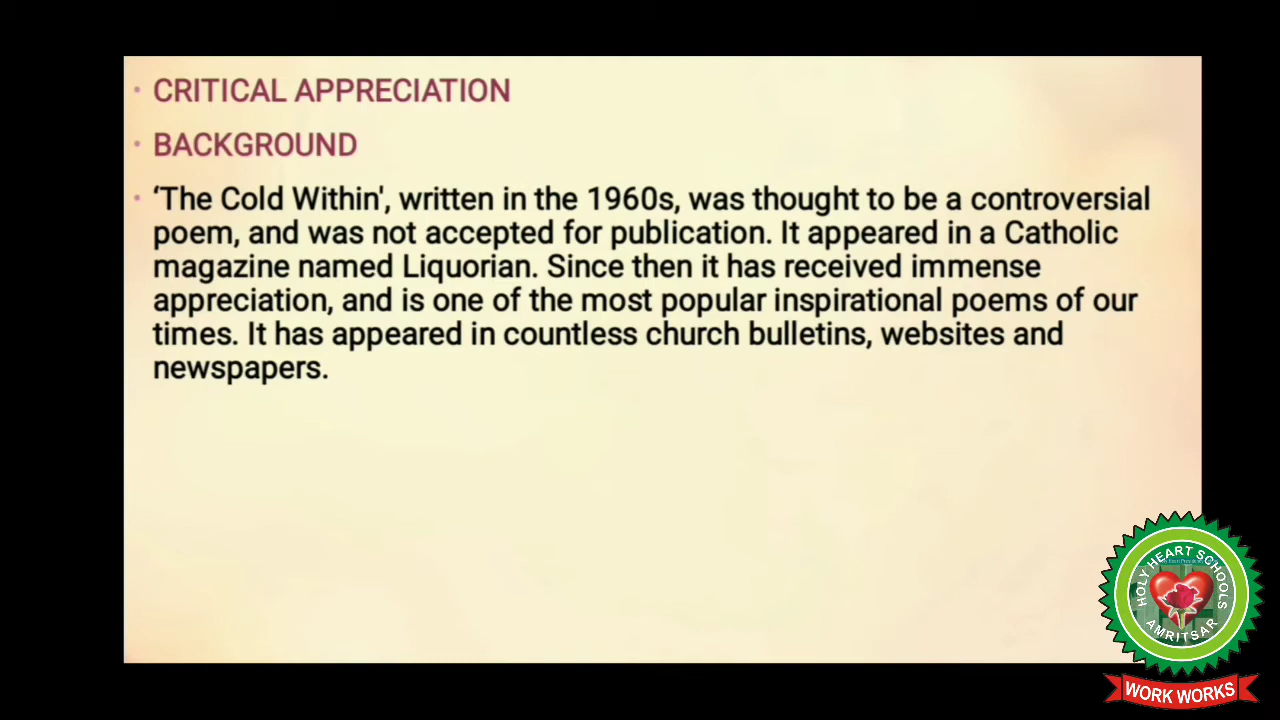 • CRITICAL APPRECIATION
• BACKGROUND
• ‘The Cold Within', written in the 1960s, was thought to be a controversial
poem, and was not accepted for publication. It appeared in a Catholic
magazine named Liquorian. Since then it has received immense
appreciation, and is one of the most popular inspirational poems of our
times. It has appeared in countless church bulletins, websites and
newspapers.
HOLY HEART SCHOOLS
AMRITSAR
WORK WORKS